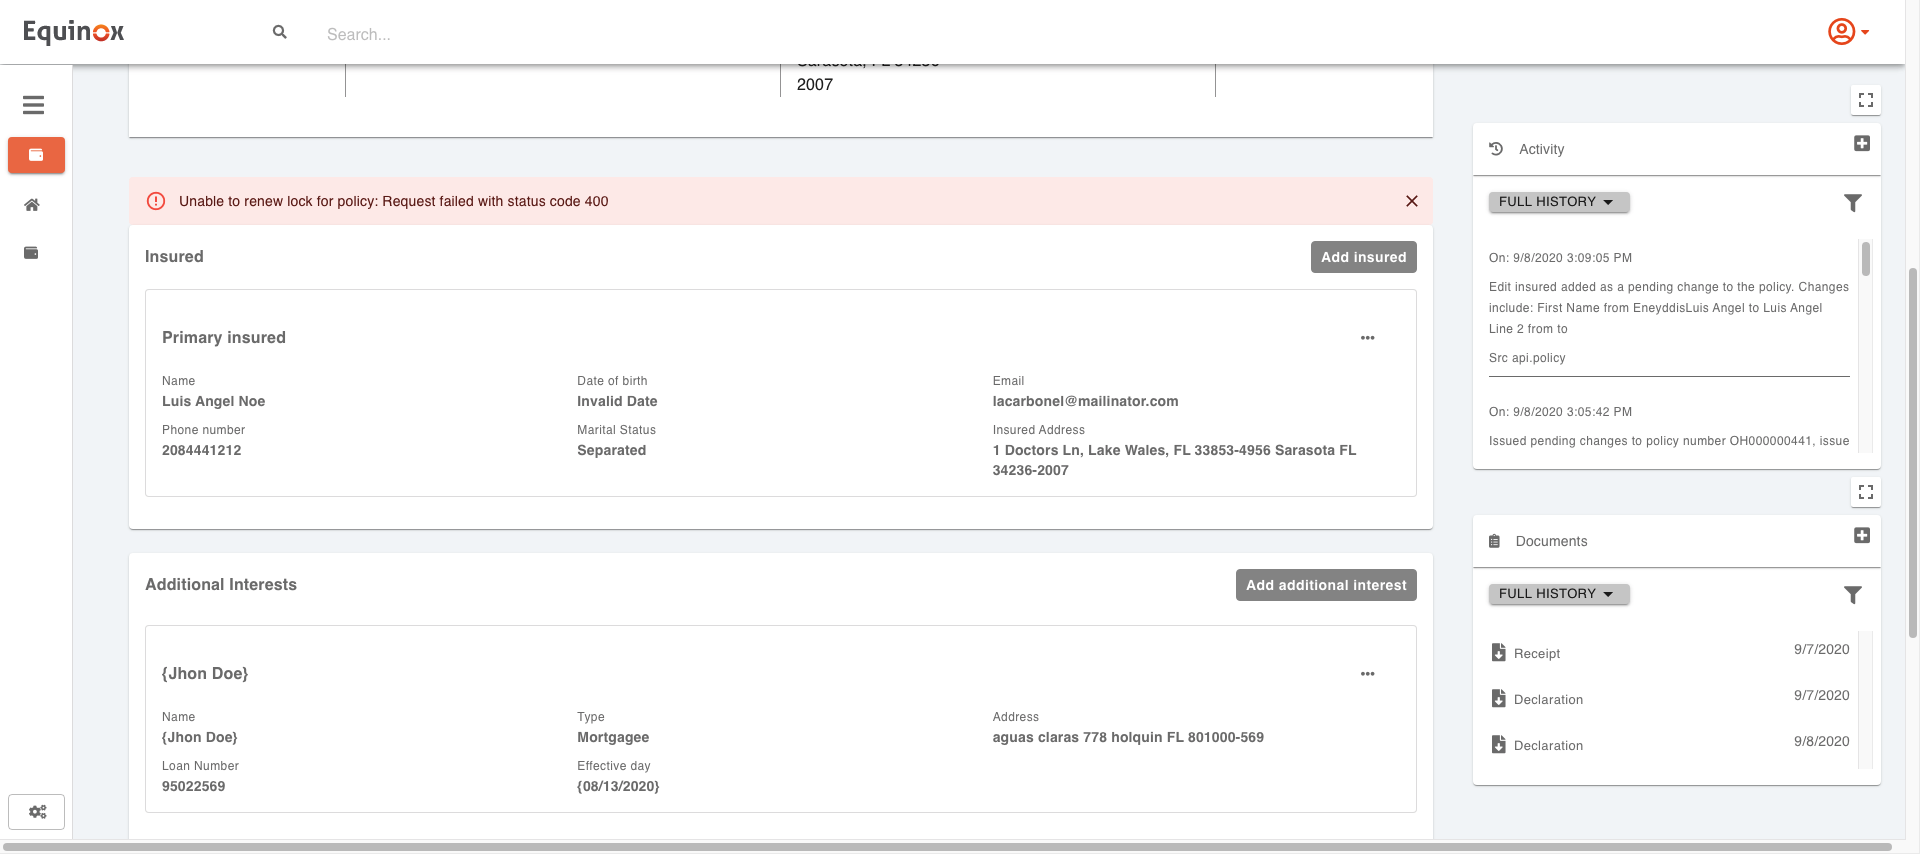 Equinox
Search...
Sarasota, FL 34236
2007
Unable to renew lock for policy: Request failed with status code 400
Insured
Add insured
Primary insured
Name
Luis Angel Noe
Date of birth
Invalid Date
Email
lacarbonel@mailinator.com
Phone number
2084441212
Marital Status
Separated
Insured Address
1 Doctors Ln, Lake Wales, FL 33853-4956 Sarasota FL
34236-2007
Additional Interests
Add additional interest
{Jhon Doe}
Name
{Jhon Doe}
Type
Mortgagee
Address
aguas claras 778 holquin FL 801000-569
Loan Number
95022569
Effective day
{08/13/2020}
Activity
FULL HISTORY
On: 9/8/2020 3:09:05 PM
Edit insured added as a pending change to the policy. Changes
include: First Name from EneyddisLuis Angel to Luis Angel
Line 2 from to
Src api.policy
On: 9/8/2020 3:05:42 PM
Issued pending changes to policy number OH000000441, issue
Documents
FULL HISTORY
Receipt 9/7/2020
Declaration 9/7/2020
Declaration 9/8/2020